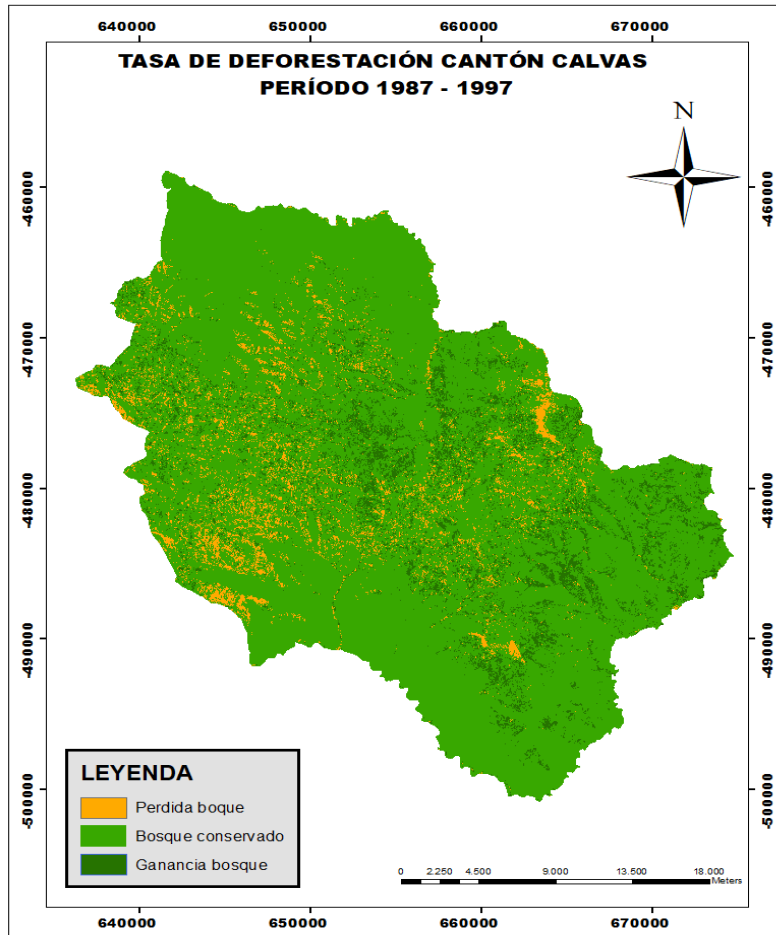 640000 650000 660000 670000
TASA DE DEFORESTACIÓN CANTÓN CALVAS
PERÍODO 1987 - 1997
N
-460000 -460000
-470000 -470000
-480000 -480000
-490000 -490000
-500000 -500000
LEYENDA
Perdida boque
Bosque conservado
Ganancia bosque
0 2.250 4.500 9.000 13.500 18.000
Meters
640000 650000 660000 670000